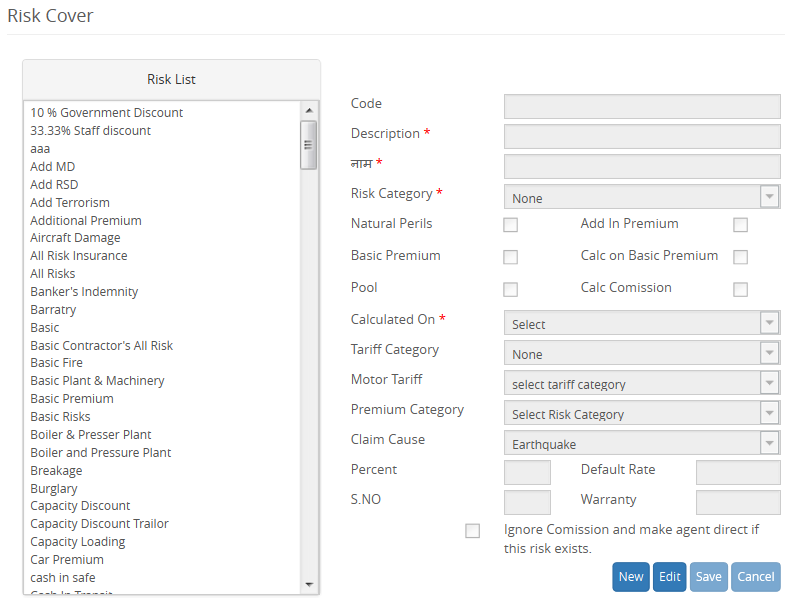 Risk Cover
Risk List
10 % Government Discount
33.33% Staff discount
aaa
Add MD
Add RSD
Add Terrorism
Additional Premium
Aircraft Damage
All Risk Insurance
All Risks
Banker's Indemnity
Barratry
Basic
Basic Contractor's All Risk
Basic Fire
Basic Plant & Machinery
Basic Premium
Basic Risks
Boiler & Presser Plant
Boiler and Pressure Plant
Breakage
Burglary
Capacity Discount
Capacity Discount Trailor
Capacity Loading
Car Premium
cash in safe
Cash In Transit
Code
Description *
नाम *
Risk Category * None
Natural Perils Add In Premium
Basic Premium Calc on Basic Premium
Pool Calc Comission
Calculated On * Select
Tariff Category None
Motor Tariff select tariff category
Premium Category Select Risk Category
Claim Cause Earthquake
Percent Default Rate
S.NO Warranty
Ignore Comission and make agent direct if
this risk exists.
New Edit Save Cancel